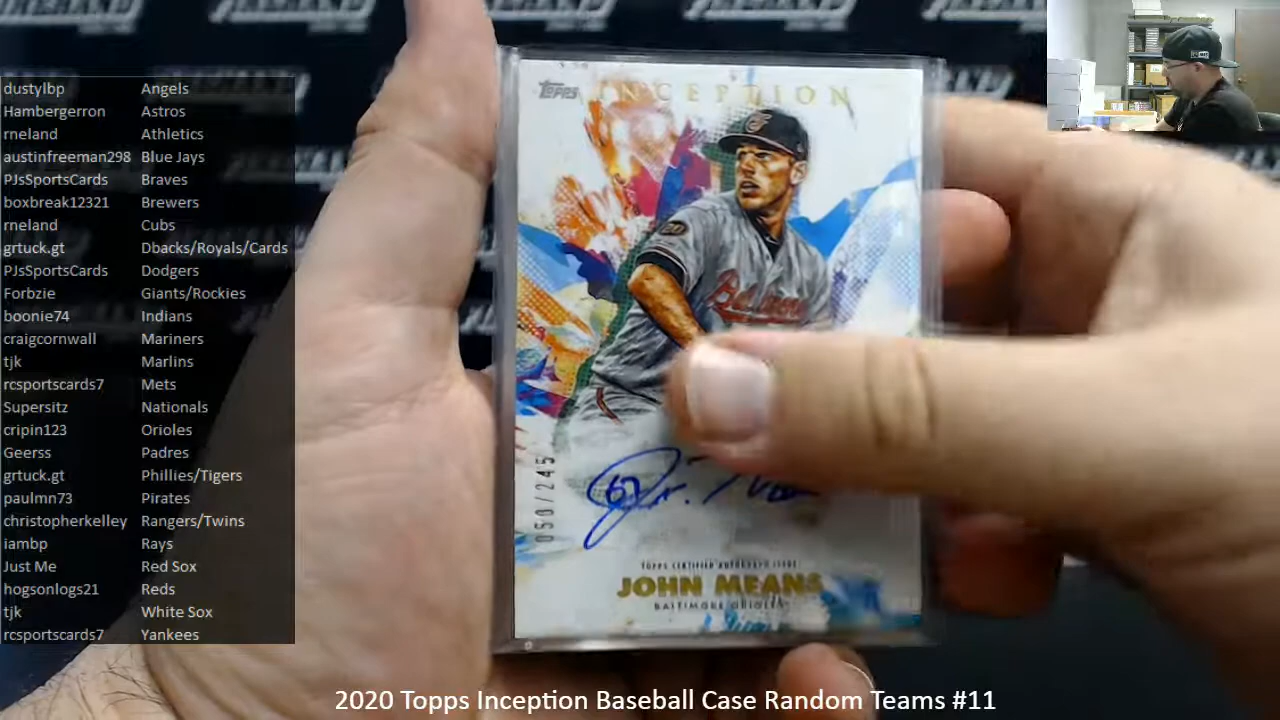 dustylbp Angels
Hambergerron Astros
rneland Athletics
austinfreeman298 Blue Jays
PJsSportsCards Braves
boxbreak12321 Brewers
rneland Cubs
grtuck.gt Dbacks/Royals/Cards
PJsSportsCards Dodgers
Forbzie Giants/Rockies
boonie74 Indians
craigcornwall Mariners
tjk Marlins
rcsportscards7 Mets
Supersitz Nationals
cripin123 Orioles
Geerss Padres
grtuck.gt Phillies/Tigers
paulmn73 Pirates
christopherkelley Rangers/Twins
iambp Rays
Just Me Red Sox
hogsonlogs21 Reds
tjk White Sox
rcsportscards7 Yankees
TOPPS INCEPTION
050/245
TOPPS CERTIFIED AUTOGRAPH ISSUE
JOHN MEANS
BALTIMORE ORIOLES
2020 Topps Inception Baseball Case Random Teams #11